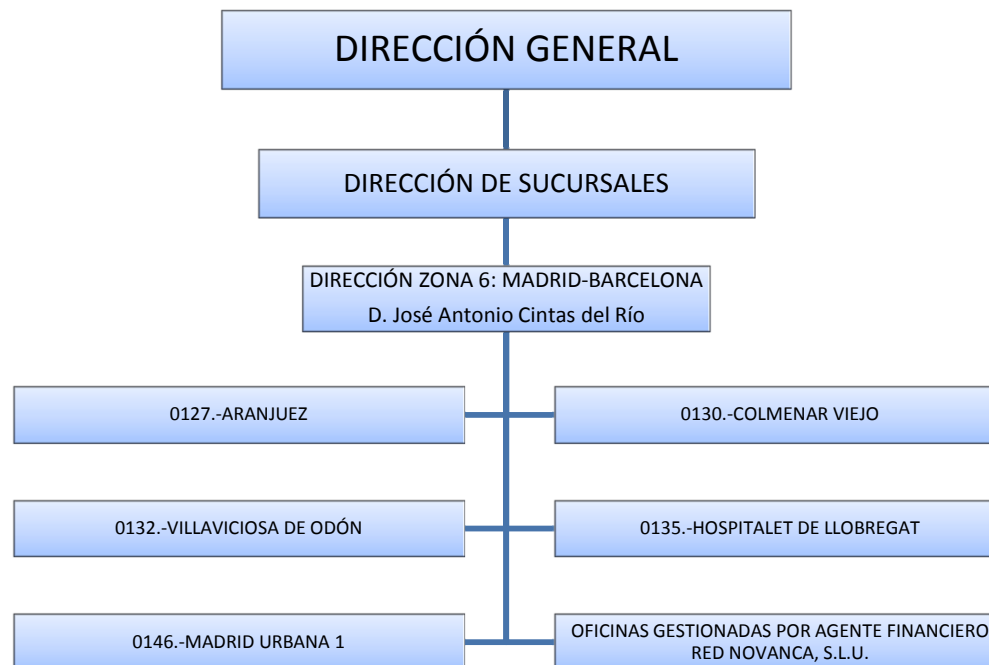 DIRECCIÓN GENERAL
DIRECCIÓN DE SUCURSALES
DIRECCIÓN ZONA 6: MADRID-BARCELONA
D. José Antonio Cintas del Río
0127.-ARANJUEZ
0130.-COLMENAR VIEJO
0132.-VILLAVICIOSA DE ODÓN
0135.-HOSPITALET DE LLOBREGAT
0146.-MADRID URBANA 1
OFICINAS GESTIONADAS POR AGENTE FINANCIERO
RED NOVANCA, S.L.U.